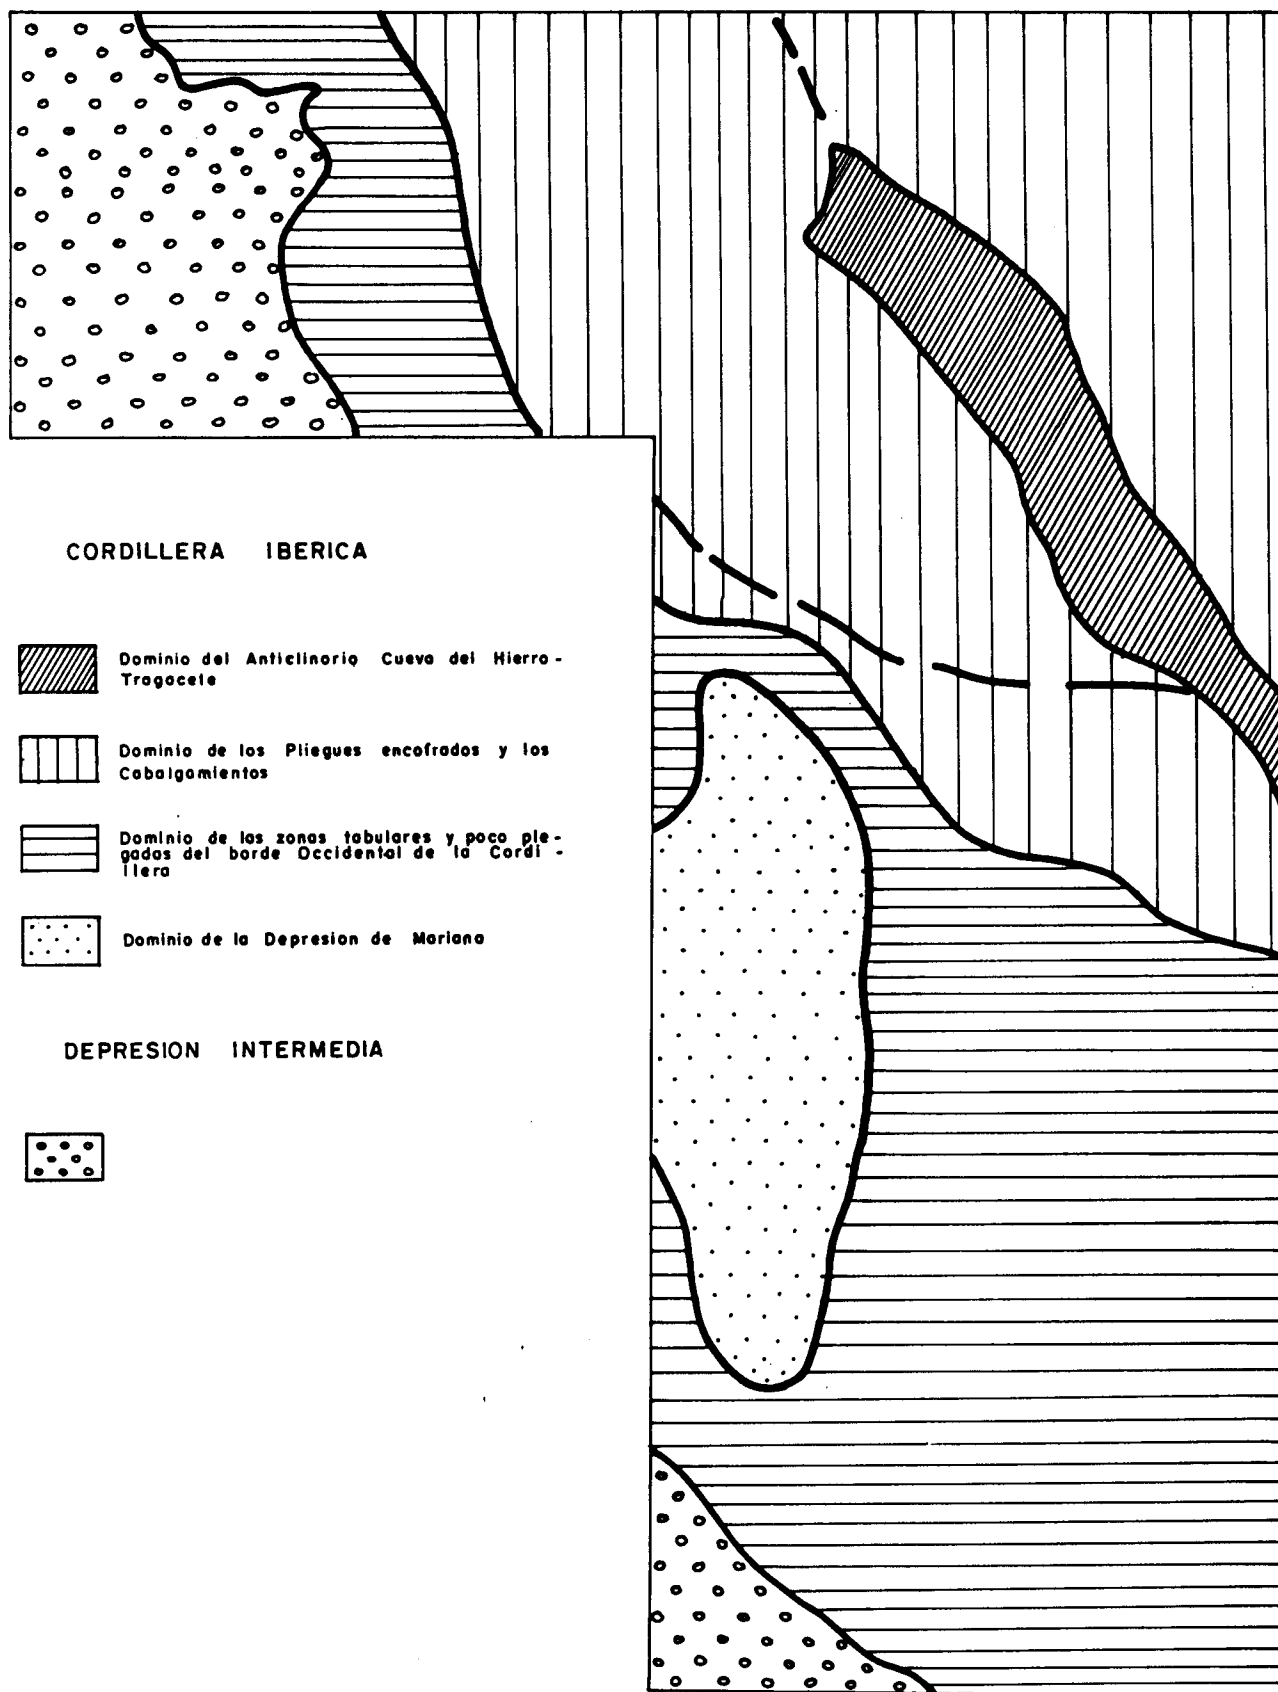 CORDILLERA IBERICA
Dominio del Anticlinorio Cueva del Hierro -
Tragacete
Dominio de los Pliegues encofrados y los
Cabalgamientos
Dominio de las zonas tabulares y poco ple-
gadas del borde Occidental de la Cordi -
llera
Dominio de la Depresion de Mariana
DEPRESION INTERMEDIA